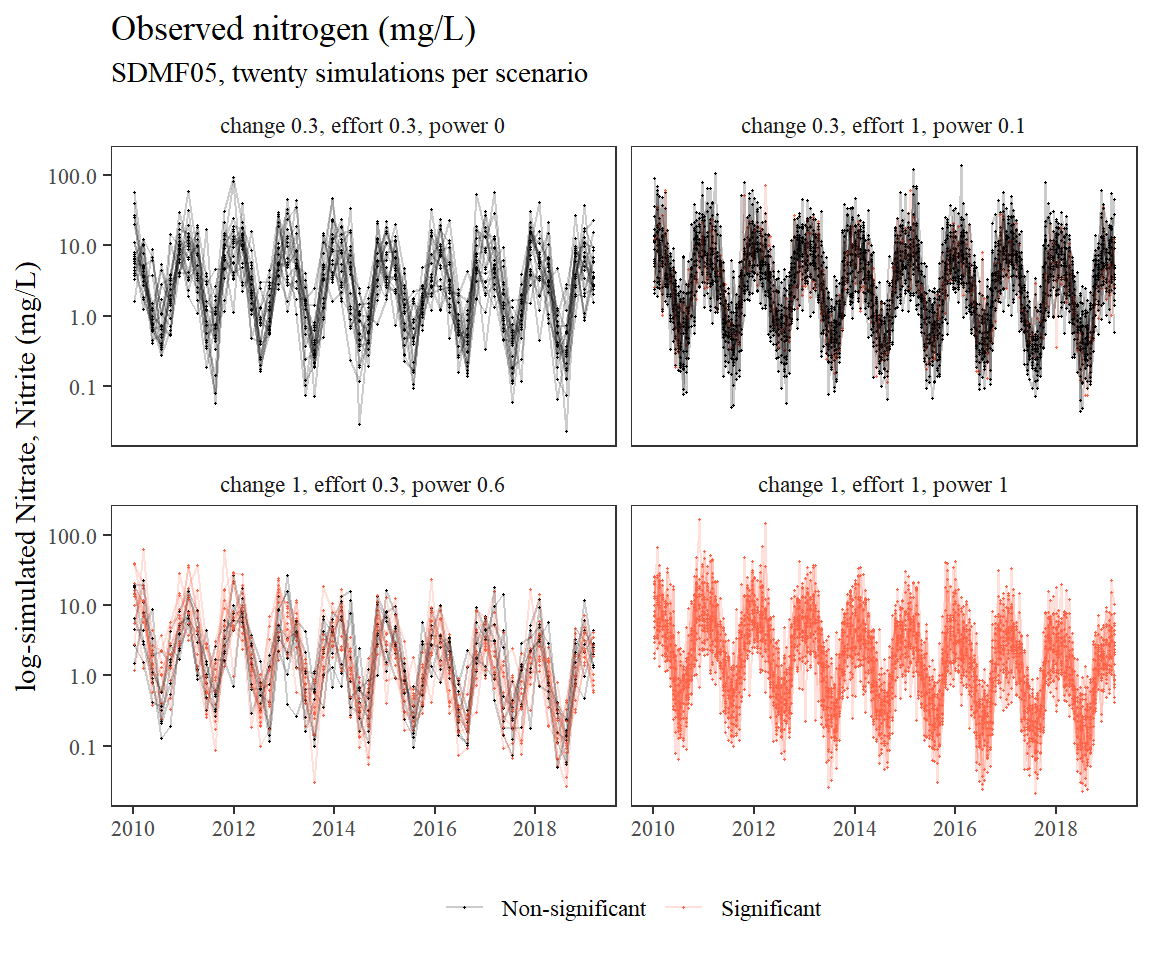 Observed nitrogen (mg/L)
SDMF05, twenty simulations per scenario
log-simulated Nitrate, Nitrite (mg/L)
change 0.3, effort 0.3, power 0
change 0.3, effort 1, power 0.1
100.0
10.0
1.0
0.1
change 1, effort 0.3, power 0.6
change 1, effort 1, power 1
100.0
10.0
1.0
0.1
2010 2012 2014 2016 2018
2010 2012 2014 2016 2018
Non-significant
Significant